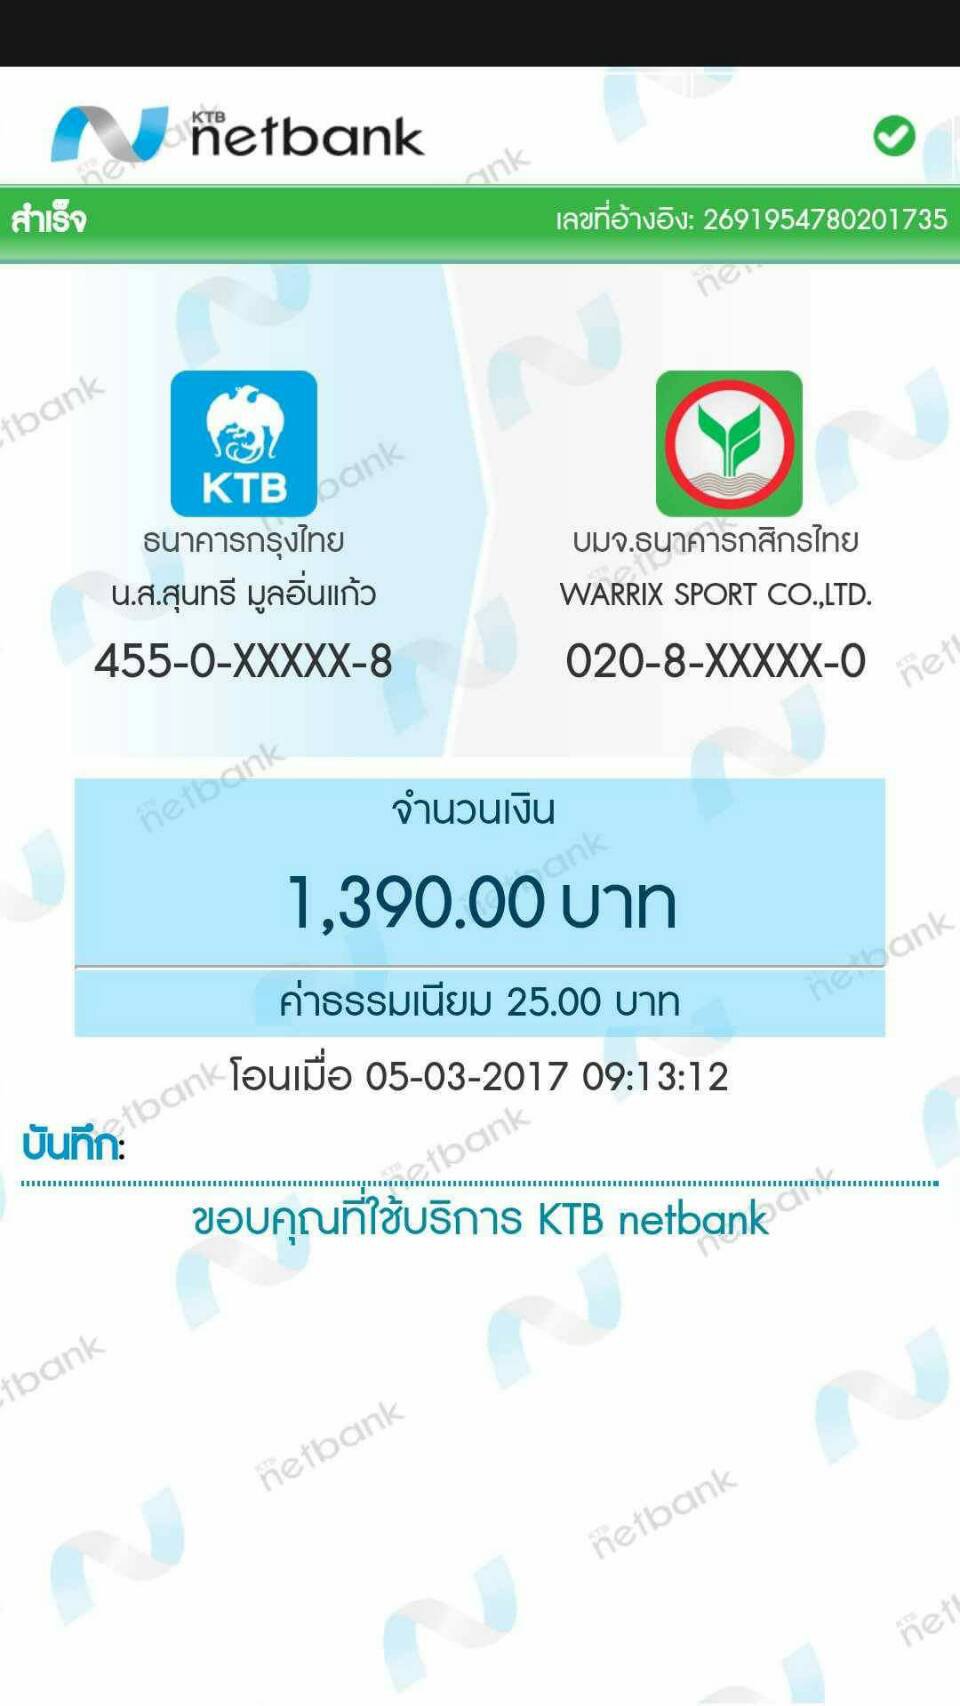 KTB
netbank
สำเร็จ
เลขที่อ้างอิง: 2691954780201735
KTB
ธนาคารกรุงไทย
น.ส.สุนทรี มูลอิ่นแก้ว
455-0-XXXXX-8
บมจ.ธนาคารกสิกรไทย
WARRIX SPORT CO.,LTD.
020-8-XXXXX-0
จำนวนเงิน
1,390.00 บาท
ค่าธรรมเนียม 25.00 บาท
โอนเมื่อ 05-03-2017 09:13:12
บันทึก:
ขอบคุณที่ใช้บริการ KTB netbank